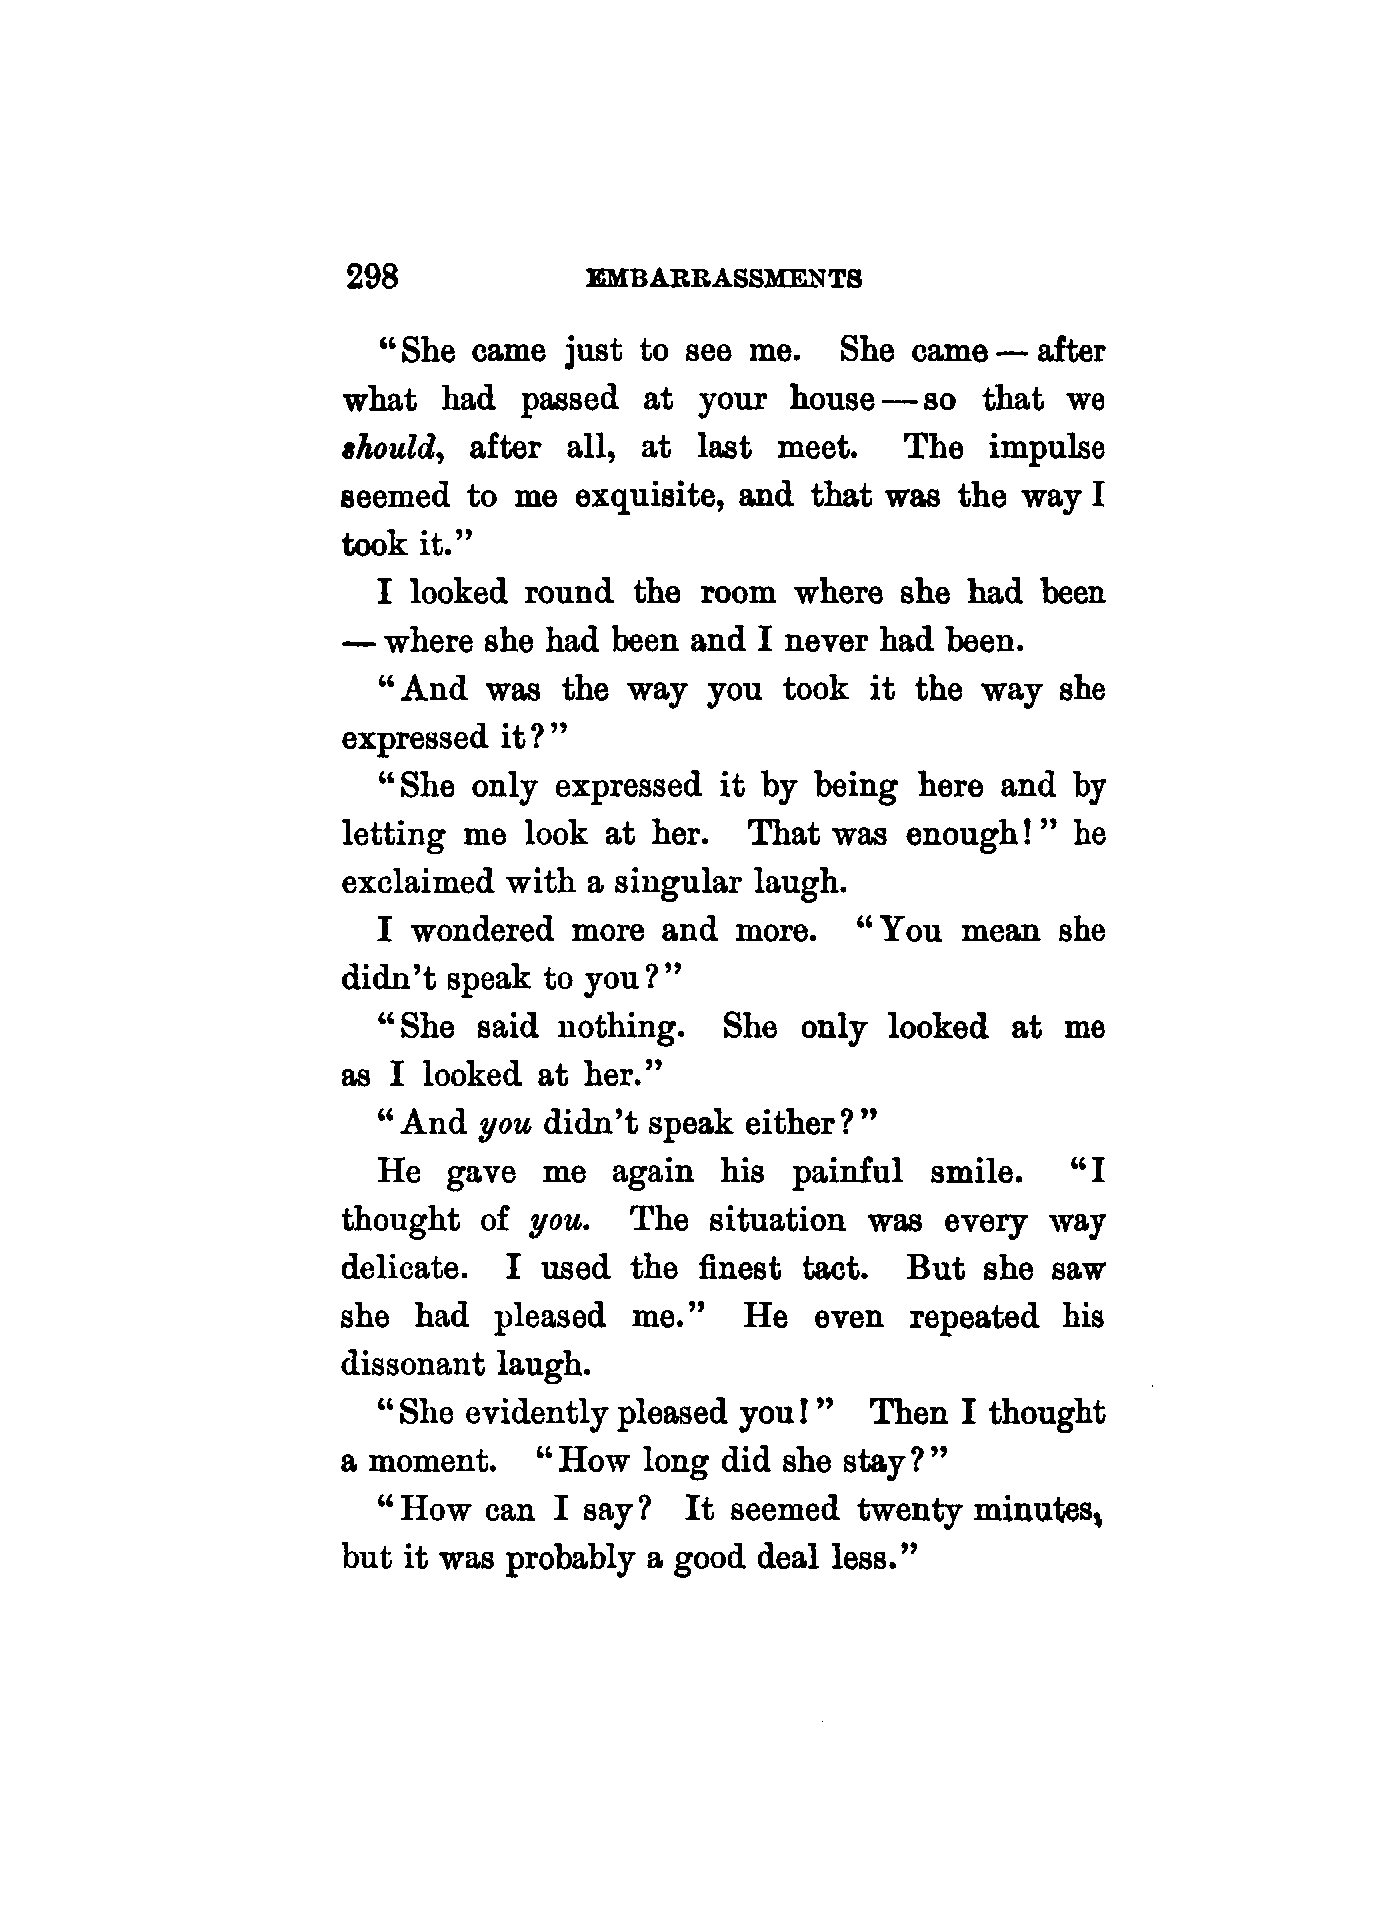 298 EMBARRASSMENTS
“She came just to see me. She came — after
what had passed at your house — so that we
should, after all, at last meet. The impulse
seemed to me exquisite, and that was the way I
took it.”
I looked round the room where she had been
— where she had been and I never had been.
“And was the way you took it the way she
expressed it?”
“She only expressed it by being here and by
letting me look at her. That was enough!” he
exclaimed with a singular laugh.
I wondered more and more. “You mean she
didn’t speak to you?”
“She said nothing. She only looked at me
as I looked at her.”
“And you didn’t speak either?”
He gave me again his painful smile. “I
thought of you. The situation was every way
delicate. I used the finest tact. But she saw
she had pleased me.” He even repeated his
dissonant laugh.
“She evidently pleased you!” Then I thought
a moment. “How long did she stay?”
“How can I say? It seemed twenty minutes,
but it was probably a good deal less.”